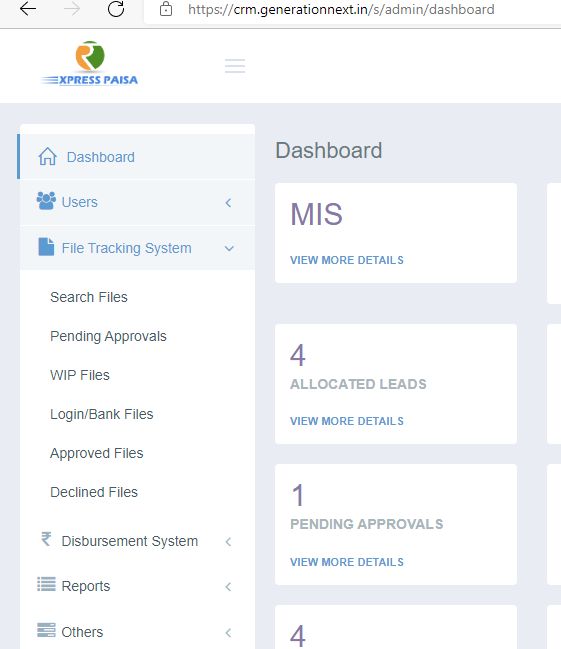 https://crm.generationnext.in/s/admin/dashboard
XPRESS PAISA
Dashboard
Users
File Tracking System
Search Files
Pending Approvals
WIP Files
Login/Bank Files
Approved Files
Declined Files
₹ Disbursement System
Reports
Others
Dashboard
MIS
VIEW MORE DETAILS
4
ALLOCATED LEADS
VIEW MORE DETAILS
1
PENDING APPROVALS
VIEW MORE DETAILS
4